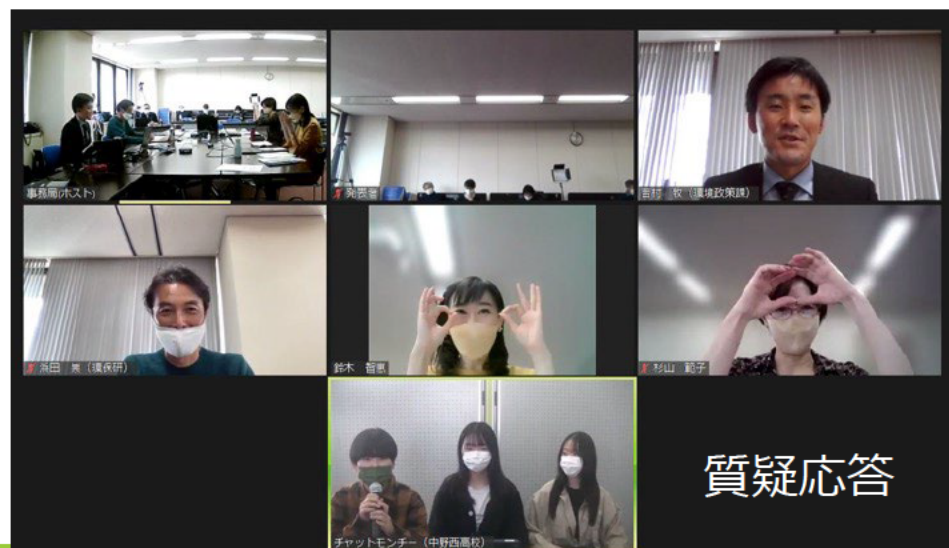 事務局(ホスト)
発表者
吉村 牧（環境政策課）
浜田 崇（環保研）
鈴木 智恵
杉山 範子
チャットモンチー（中野西高校）
質疑応答